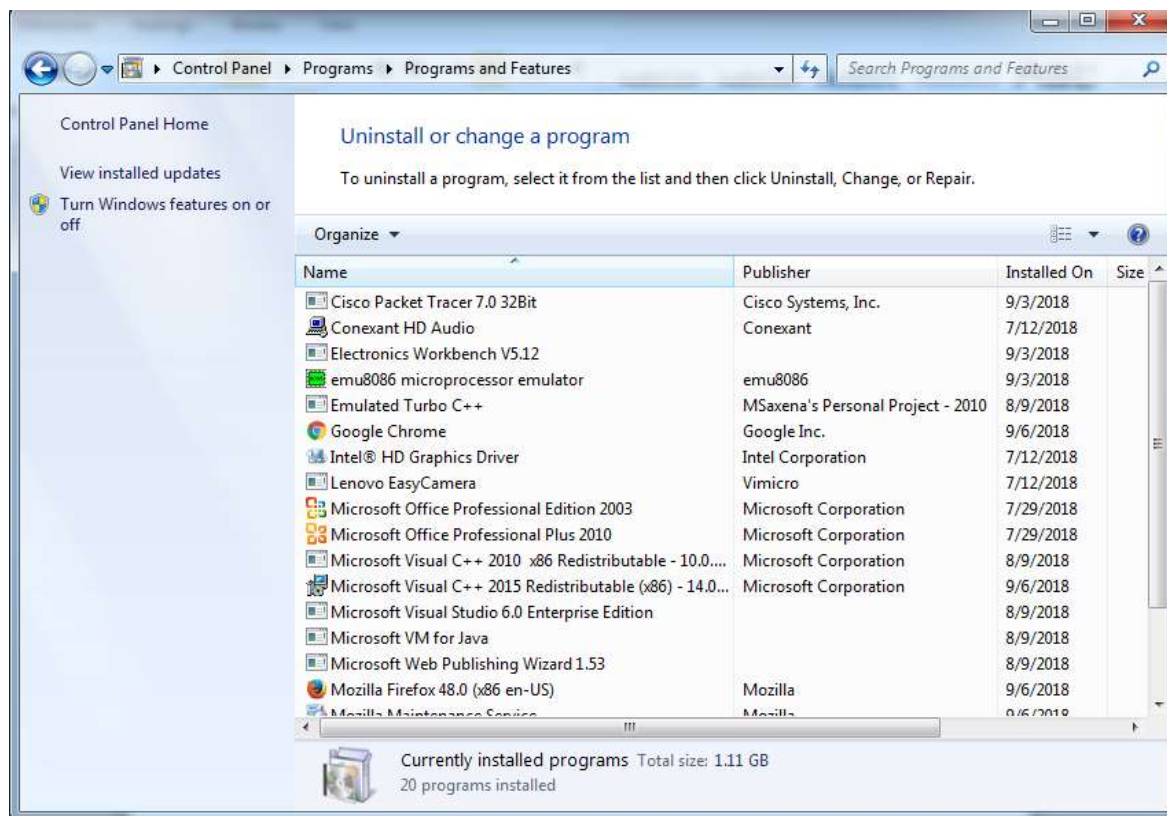 Control Panel Programs Programs and Features Search Programs and Features
Control Panel Home
View installed updates
Turn Windows features on or
off
Uninstall or change a program
To uninstall a program, select it from the list and then click Uninstall, Change, or Repair.
Organize
Name Publisher Installed On Size
Cisco Packet Tracer 7.0 32Bit Cisco Systems, Inc. 9/3/2018
Conexant HD Audio Conexant 7/12/2018
Electronics Workbench V5.12 9/3/2018
emu8086 microprocessor emulator emu8086 9/3/2018
Emulated Turbo C++ MSaxena's Personal Project - 2010 8/9/2018
Google Chrome Google Inc. 9/6/2018
Intel® HD Graphics Driver Intel Corporation 7/12/2018
Lenovo EasyCamera Vimicro 7/12/2018
Microsoft Office Professional Edition 2003 Microsoft Corporation 7/29/2018
Microsoft Office Professional Plus 2010 Microsoft Corporation 7/29/2018
Microsoft Visual C++ 2010 x86 Redistributable - 10.0.... Microsoft Corporation 8/9/2018
Microsoft Visual C++ 2015 Redistributable (x86) - 14.0... Microsoft Corporation 9/6/2018
Microsoft Visual Studio 6.0 Enterprise Edition 8/9/2018
Microsoft VM for Java 8/9/2018
Microsoft Web Publishing Wizard 1.53 8/9/2018
Mozilla Firefox 48.0 (x86 en-US) Mozilla 9/6/2018
Mozilla Maintenance Service Mozilla 9/6/2018
Currently installed programs Total size: 1.11 GB
20 programs installed